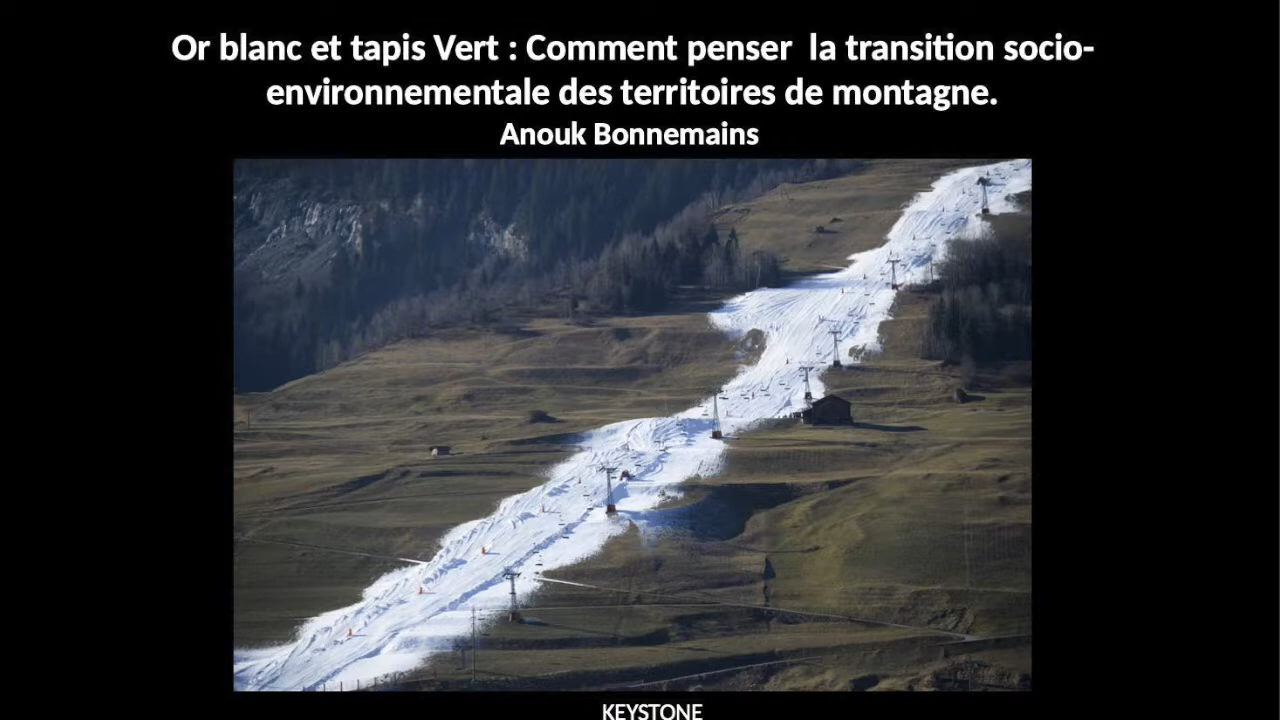 Or blanc et tapis Vert : Comment penser  la transition socio-
environnementale des territoires de montagne.
Anouk Bonnemains
KEYSTONE